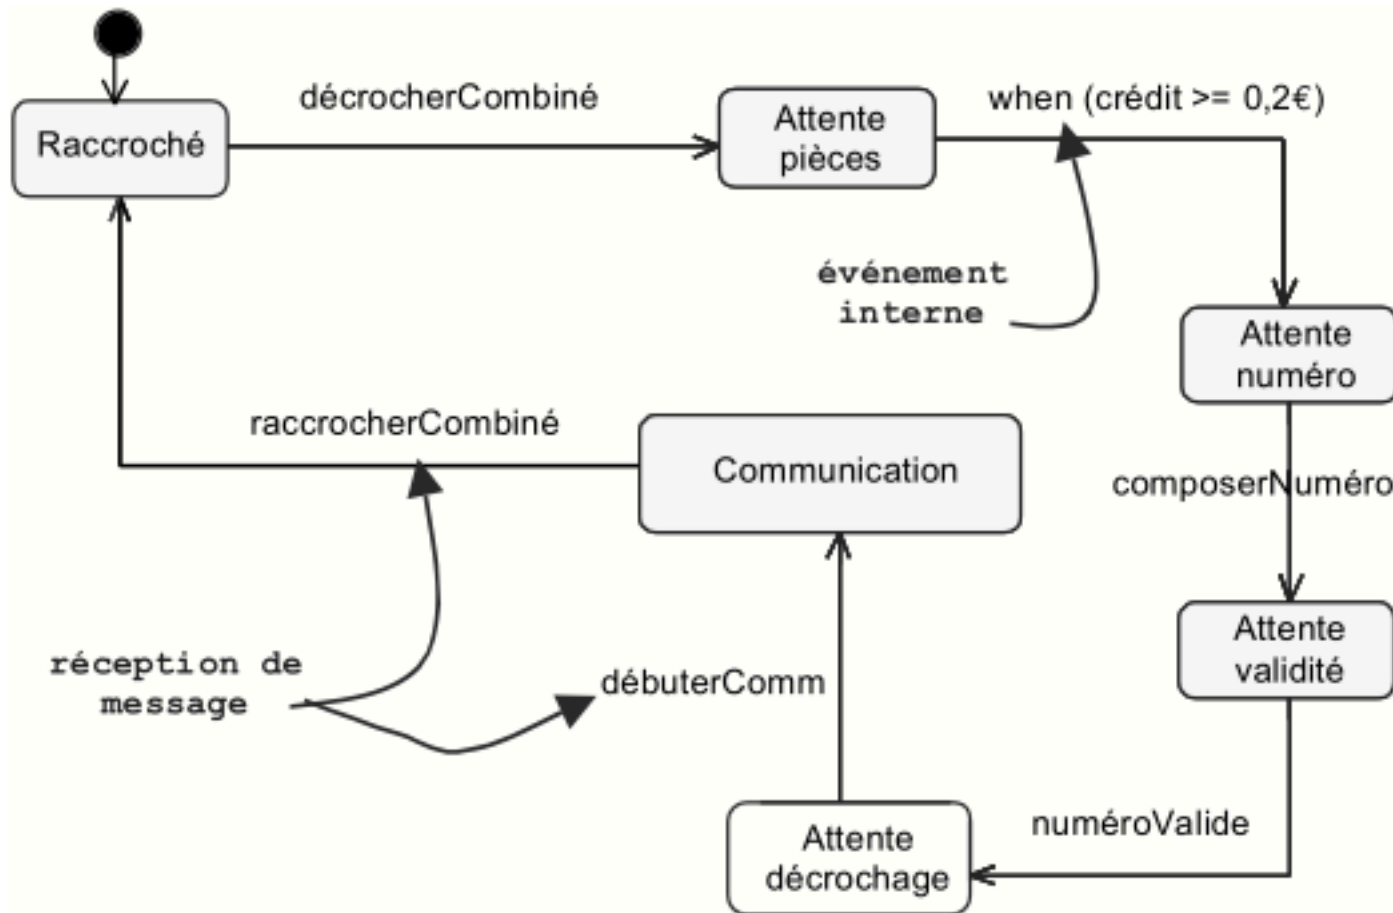 décrocherCombiné
Raccroché
Attente
pièces
when (crédit >= 0,2€)
événement
interne
Attente
numéro
raccrocherCombiné
Communication
composerNuméro
réception de
message
débuterComm
Attente
validité
numéroValide
Attente
décrochage